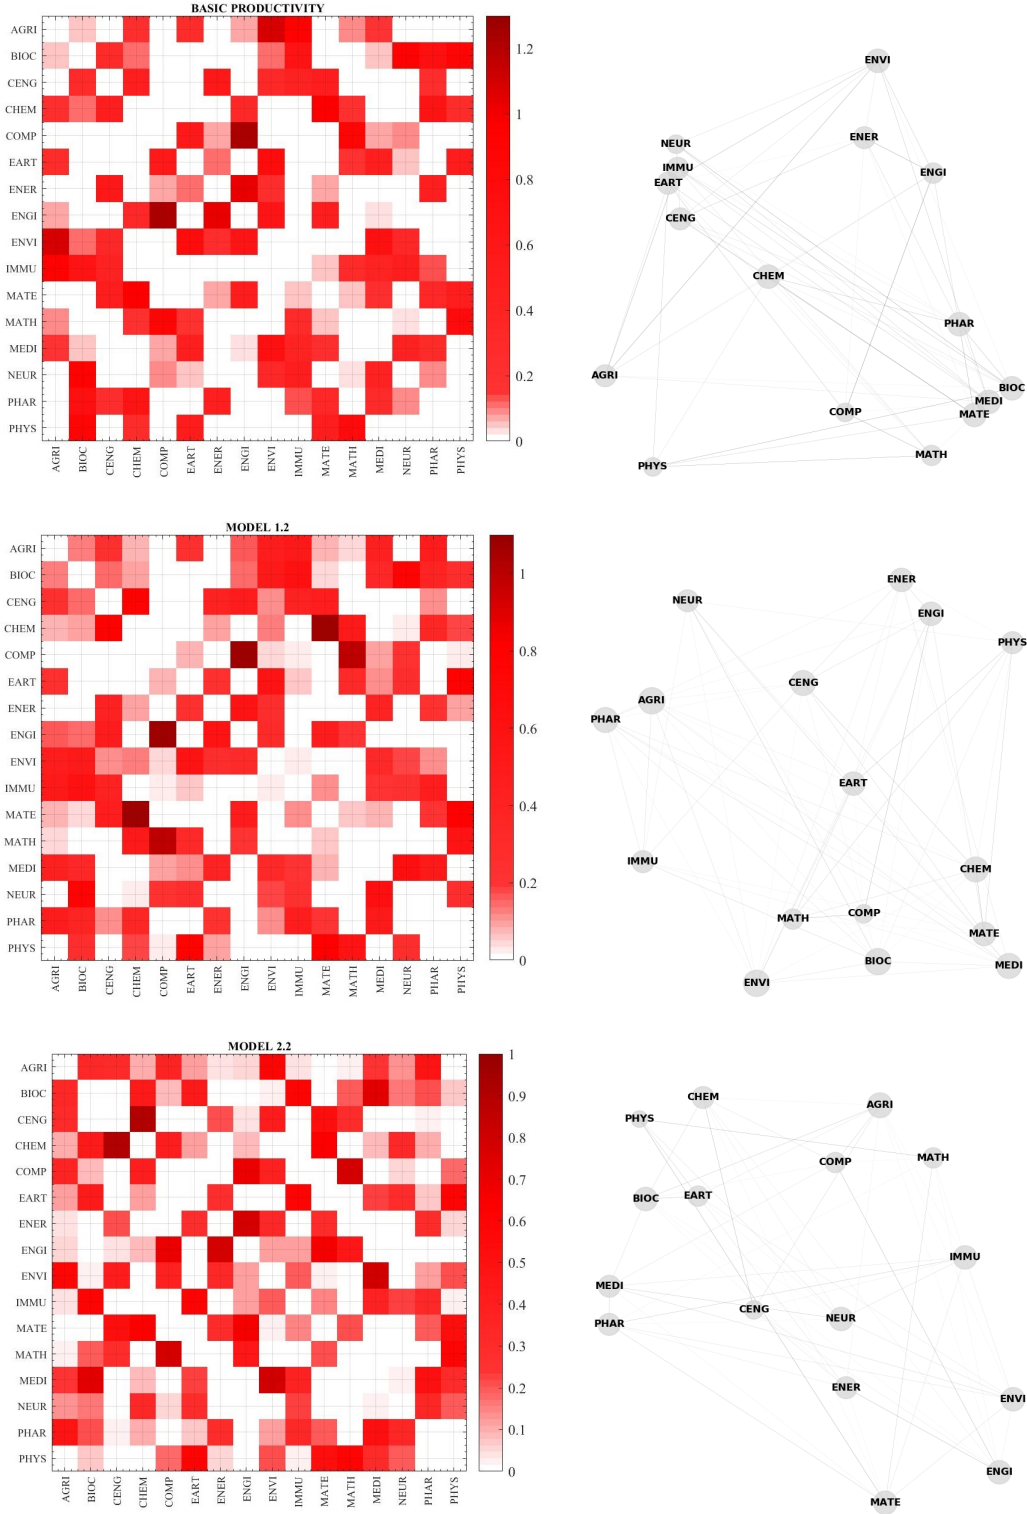 BASIC PRODUCTIVITY
AGRI
BIOC
CENG
CHEM
COMP
EART
ENER
ENGI
ENVI
IMMU
MATE
MATH
MEDI
NEUR
PHAR
PHYS
AGRI BIOC CENG CHEM COMP EART ENER ENGI ENVI IMMU MATE MATH MEDI NEUR PHAR PHYS
1.2
1
0.8
0.6
0.4
0.2
0
ENVI
ENER
NEUR
IMMU
ENGI
EART
CENG
CHEM
PHAR
AGRI
BIOC
MEDI
COMP
MATE
MATH
PHYS
MODEL 1.2
AGRI
BIOC
CENG
CHEM
COMP
EART
ENER
ENGI
ENVI
IMMU
MATE
MATH
MEDI
NEUR
PHAR
PHYS
AGRI BIOC CENG CHEM COMP EART ENER ENGI ENVI IMMU MATE MATH MEDI NEUR PHAR PHYS
1
0.8
0.6
0.4
0.2
0
ENER
NEUR
ENGI
PHYS
CENG
AGRI
PHAR
EART
IMMU
CHEM
COMP
MATH
MATE
BIOC
MEDI
ENVI
MODEL 2.2
AGRI
BIOC
CENG
CHEM
COMP
EART
ENER
ENGI
ENVI
IMMU
MATE
MATH
MEDI
NEUR
PHAR
PHYS
AGRI BIOC CENG CHEM COMP EART ENER ENGI ENVI IMMU MATE MATH MEDI NEUR PHAR PHYS
1
0.9
0.8
0.7
0.6
0.5
0.4
0.3
0.2
0.1
0
CHEM
AGRI
PHYS
MATH
COMP
BIOC
EART
IMMU
MEDI
CENG
NEUR
PHAR
ENER
ENVI
ENGI
MATE